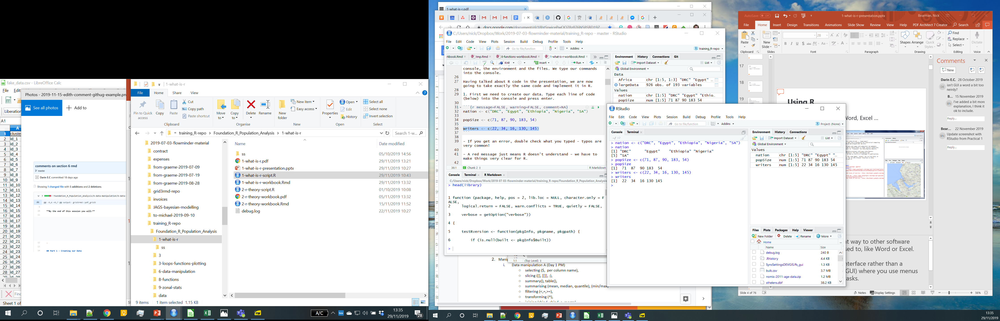 fake_data.csv - LibreOffice Calc
File
Edit
Liberation
A1
A
1 cluste
2 id_1
3 id_2
4 id_3
5 id_4
6 id_5
7 id_6
8 id_7
9 id_8
10 id_9
11 id_10
12 id_11
13 id_12
14 id_13
15 id_14
16 id_15
17 id_16
18 id_17
19 id_18
20 id_19
21 id_20
22 id_21
23 id_22
24 id_23
25 id_24
26 id_25
27 id_26
28 id_27
29 id_28
Find
Sheet 1 of
Photos - 2019-11-15-edith-comment-githug-example.pn
See all photos
Add to
comments on section 6 rmd
master
Darin E.C committed 18 days ago
Showing 1 changed file with 5 additions and 2 deletions.
7 Foundation_R_Population_Analysis/6-data-manipulation/6-data-
@@ -9,6 +9,7 @@ output: grid3rmd::pdf_grid3
**By the end of this session you will:**
## Part 1 - Creating our Data
1-what-is-r
File Home Share View
Pin to Quick access
Copy
Paste
Cut
Copy path
Paste shortcut
Clipboard
Move to
Copy to
Delete
Rename
Organise
New folder
New item
Easy access
New
Properties
Open
Edit
History
Open
Select all
Select none
Invert selection
Select
« training_R-repo > Foundation_R_Population_Analysis > 1-what-is-r
Search 1-w...
2019-07-03-flowminder-material
contract
expenses
from-graeme-2019-07-09
from-graeme-2019-07-19
from-graeme-2019-08-28
grid3rmd-repo
invoices
JAGS-bayesian-modelling
to-michael-2019-09-10
training_R-repo
Foundation_R_Population_Analysis
1-what-is-r
ss
3
3-loops-functions-plotting
6-data-manipulation
8-functions
9-zonal-stats
data
Name Date modified
ss 05/10/2019 14:56
1-what-is-r.pdf 29/11/2019 13:21
1-what-is-r-presentation.pptx 29/11/2019 10:27
1-what-is-r-script.R 29/11/2019 10:43
1-what-is-r-workbook.Rmd 29/11/2019 13:32
2-r-theory-script.R 01/10/2019 10:08
2-r-theory-workbook.pdf 05/11/2019 13:32
2-r-theory-workbook.Rmd 15/11/2019 11:52
debug.log 22/11/2019 10:27
9 items 1 item selected 1.15 KB
A/C
13:35
29/11/2019
28
1-what-is-r.pdf
C:/Users/nick/Dropbox/Work/2019-07-03-flowminder-material/training_R-repo - master - RStudio
File Edit Code View Plots Session Build Debug Profile Tools Help
Go to file/function
Addins
training_R-repo
rkbook.Rmd tmp.Rmd 8-functions-workbook.Rmd 1-what-is-r-workbook.Rmd
Knit Insert Run
console, the environment and the files. We type our commands
into the console.
26
27 Having talked about R code in the presentation, we are now
going to take exactly the same code and implement it in R.
28
29 1. First we need to create our data. Type each line of code
(below) into the console and press enter.
30
31 ```{r message=FALSE, warning=FALSE, comment=NA}
32 nation <- c("DRC", "Egypt", "Ethiopia", "Nigeria", "SA")
33
34 popSize <- c(71, 87, 90, 183, 54)
35
36 writers <- c(22, 34, 16, 130, 145)
37 ```
38
39 - If you get an error, double check what you typed - typos are
very common!
40
41 - A red message just means R doesn't understand - we have to
make things very clear for R.
42
36:1 Chunk 2 R Markdown
Console Terminal R Markdown
C:/Users/nick/Dropbox/Work/2019-07-03-flowminder-material/training_R-repo/Foundation_R_Population_Analysis
> head(library)
1 function (package, help, pos = 2, lib.loc = NULL, character.only = F
ALSE,
2 logical.return = FALSE, warn.conflicts = TRUE, quietly = FALSE,
3 verbose = getOption("verbose"))
4 {
5 testRversion <- function(pkgInfo, pkgname, pkgpath) {
6 if (is.null(built <- pkgInfo$Built))
>
Environment History Connections Git
Import Dataset List
Global Environment
Data
Africa chr [1:5, 1:3] "DRC" "Egypt" ...
largeData 926 obs. of 193 variables
Values
nation chr [1:5] "DRC" "Egypt" "Ethio...
popSize num [1:5] 71 87 90 183 54
1:1 (Top Level)
2. Mani
i. Data manipulation A (Day 1 PM)
selecting ($, per column name),
slicing ([], [[]], :),
summary(), table(),
summarising (mean, median, quantile), (min/max)
filtering (<,=,>=),
transforming (^),
RStudio
File Edit Code View Plots Session Build Debug Profile Tools Help
Go to file/function
Addins
Project: (None)
Console Terminal
~/
> nation <- c("DRC", "Egypt", "Ethiopia", "Nigeria", "SA")
> nation
[1] "DRC" "Egypt" "Ethiopia" "Nigeria"
[5] "SA"
> popSize <- c(71, 87, 90, 183, 54)
> popSize
[1] 71 87 90 183 54
> writers <- c(22, 34, 16, 130, 145)
> writers
[1] 22 34 16 130 145
>
Environment History Connections
Import Dataset List
Global Environment
Values
nation chr [1:5] "DRC" "Egypt" "...
popSize num [1:5] 71 87 90 183 54
writers num [1:5] 22 34 16 130 145
Files Plots Packages Help Viewer
New Folder Delete Rename More
Home
Name Size
debug.log 240 B
.Rhistory 4.4 KB
SyncSettingsDEVGIS.ffs_gui 1.3 KB
bulk.csv 3.7 MB
nomis-2011-age-data.zip 1.2 MB
sthelens.dbf 38.2 KB
AutoSave Off
1-what-is-r-presentation.pptx
Bearman, Nick
File Home Insert Design Transitions Animations Slide Show Review View Help PDF Architect 7 Creator Search
Paste
Clipboard
New Slide
Slides
28
Font
Paragraph
Shapes Arrange Quick Styles
Drawing
Find
Replace
Select
Editing
Dictate
Voice
17
18
19
Using R
Word, Excel ...
Comments
New
Darin E.C. 28 October 2019
isn't GUI a word a bit too
neirdy?
B... 15 November 2019
I've added a bit more
explanation, I think it
ok to include.
Reply...
Bear... 22 November 2019
Update screenshot with
RStudio from Practical 1
Reply...
nt way to other software
sed to, like Word or Excel.
nterface rather than a
GUI) where you use menus
asks.
Slide 4 of 76
Notes Display Settings 56%
13:35
29/11/2019